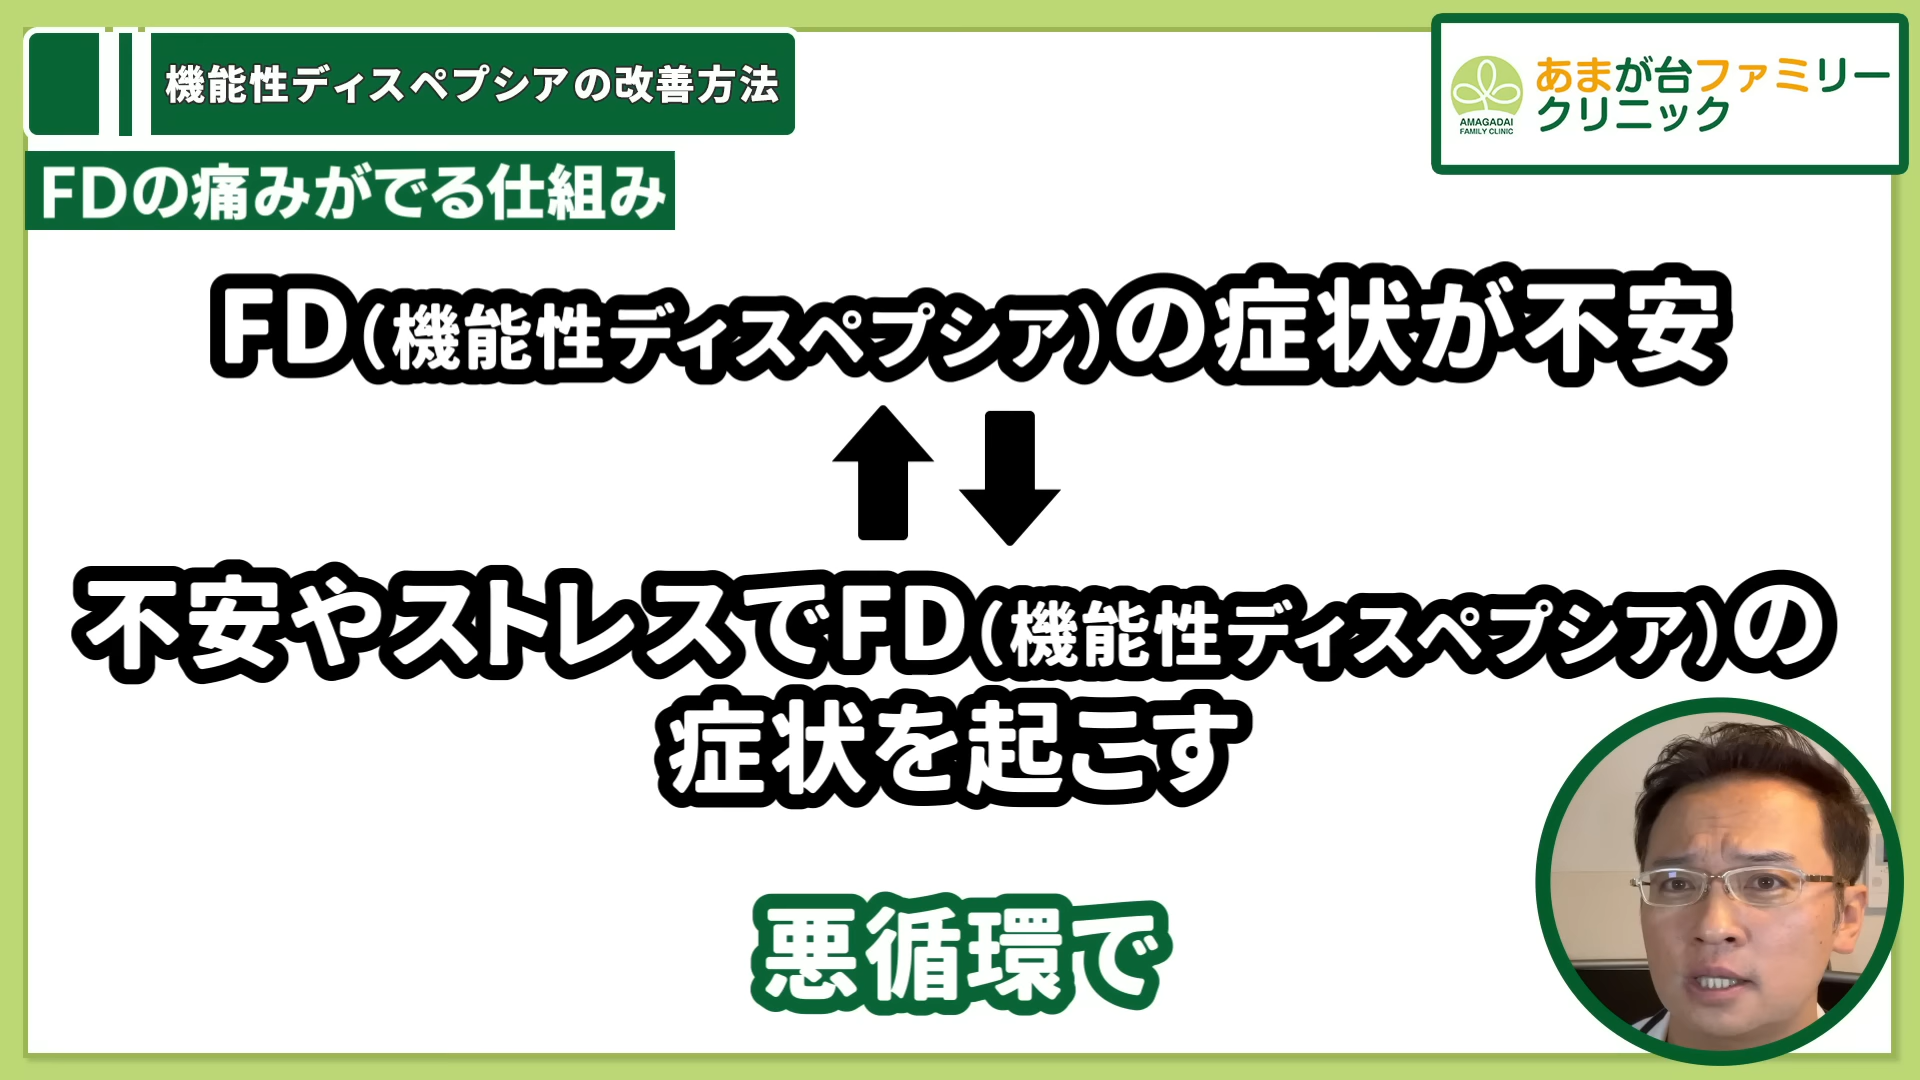 機能性ディスペプシアの改善方法
あまが台ファミリー
クリニック
AMAGADAI
FAMILY CLINIC
FDの痛みがでる仕組み
FD(機能性ディスペプシア)の症状が不安
不安やストレスでFD(機能性ディスペプシア)の
症状を起こす
悪循環で